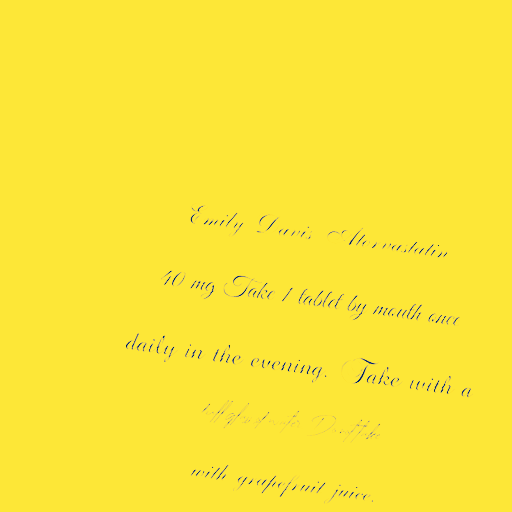 Emily Davis Atorvastatin
40 mg Take 1 tablet by mouth once
daily in the evening. Take with a
with grapefruit juice.